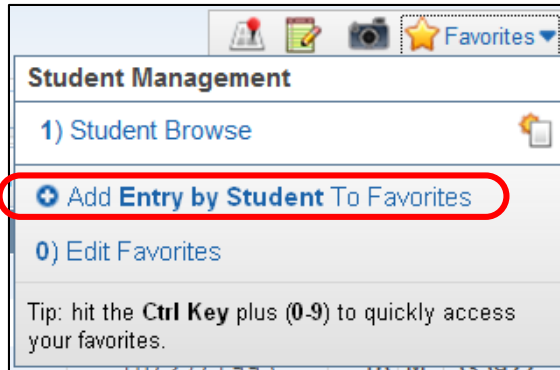 Favorites
Student Management
1) Student Browse
Add Entry by Student To Favorites
0) Edit Favorites
Tip: hit the Ctrl Key plus (0-9) to quickly access
your favorites.